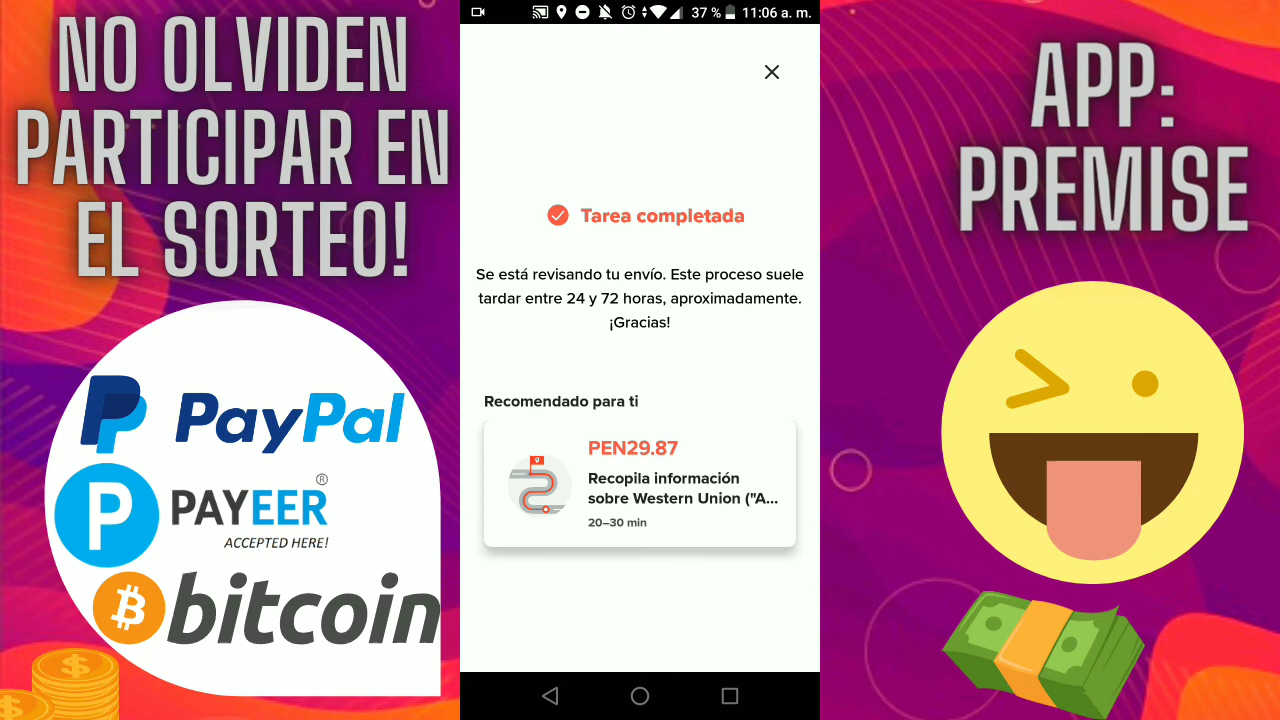 NO OLVIDEN
PARTICIPAR EN
EL SORTEO!
PayPal
P
PAYEER®
ACCEPTED HERE!
bitcoin
37 % 11:06 a. m.
Tarea completada
Se está revisando tu envío. Este proceso suele
tardar entre 24 y 72 horas, aproximadamente.
¡Gracias!
Recomendado para ti
PEN29.87
Recopila información
sobre Western Union ("A...
20–30 min
APP:
PREMISE